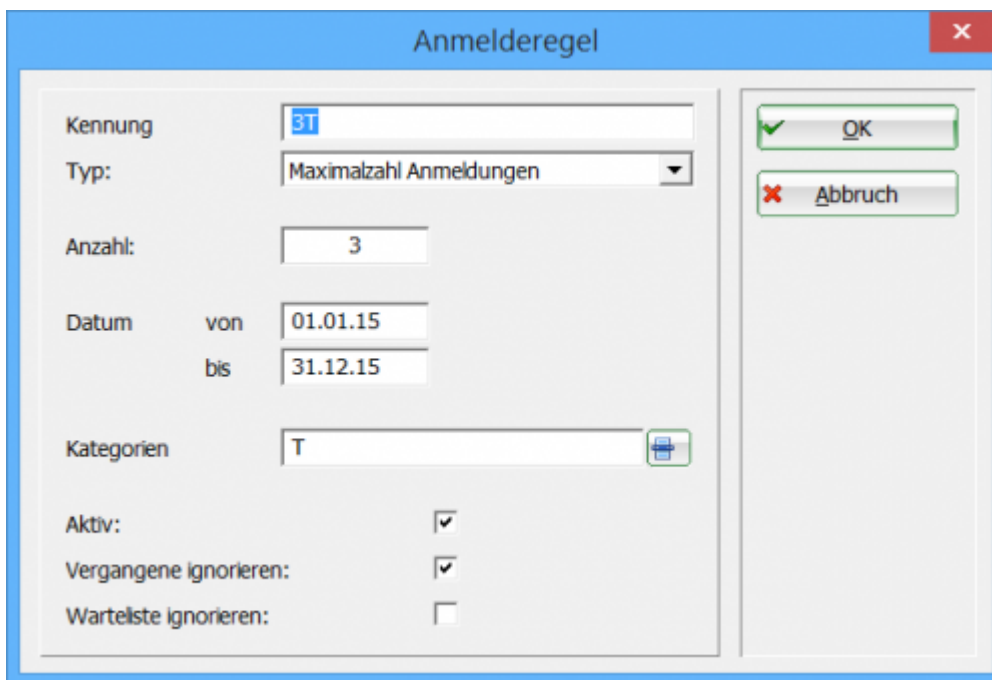 Anmelderegel
Kennung 3T
Typ: Maximalzahl Anmeldungen
Anzahl: 3
Datum von 01.01.15
bis 31.12.15
Kategorien T
Aktiv:
Vergangene ignorieren:
Warteliste ignorieren:
OK
Abbruch